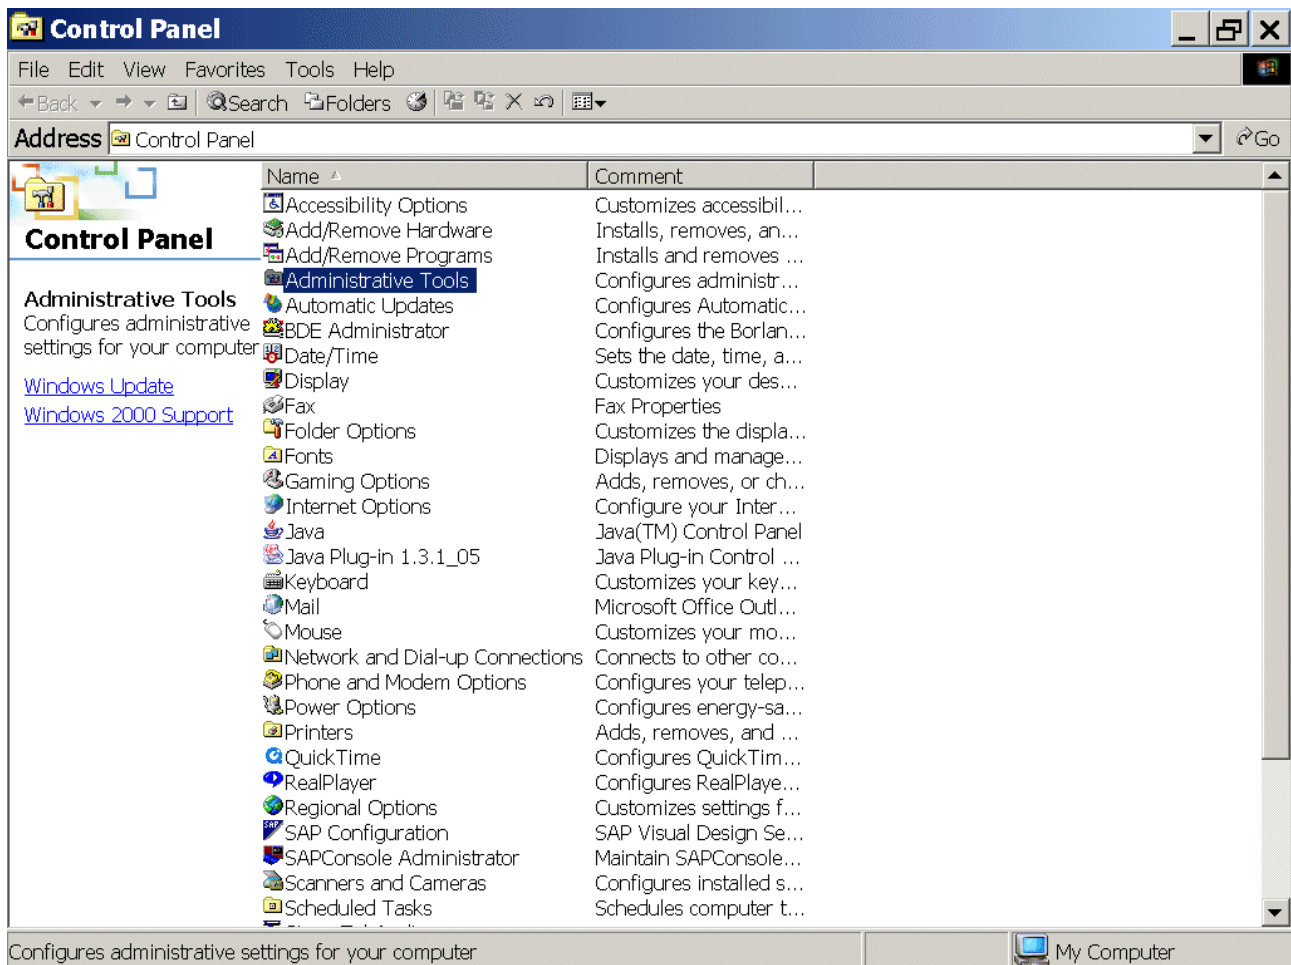 Control Panel
File Edit View Favorites Tools Help
Back Search Folders
Address Control Panel Go
Name Comment
Control Panel
Administrative Tools
Configures administrative
settings for your computer
Windows Update
Windows 2000 Support
Accessibility Options Customizes accessibil...
Add/Remove Hardware Installs, removes, an...
Add/Remove Programs Installs and removes ...
Administrative Tools Configures administr...
Automatic Updates Configures Automatic...
BDE Administrator Configures the Borlan...
Date/Time Sets the date, time, a...
Display Customizes your des...
Fax Fax Properties
Folder Options Customizes the displa...
Fonts Displays and manage...
Gaming Options Adds, removes, or ch...
Internet Options Configure your Inter...
Java Java(TM) Control Panel
Java Plug-in 1.3.1_05 Java Plug-in Control ...
Keyboard Customizes your key...
Mail Microsoft Office Outl...
Mouse Customizes your mo...
Network and Dial-up Connections Connects to other co...
Phone and Modem Options Configures your telep...
Power Options Configures energy-sa...
Printers Adds, removes, and ...
QuickTime Configures QuickTim...
RealPlayer Configures RealPlaye...
Regional Options Customizes settings f...
SAP Configuration SAP Visual Design Se...
SAPConsole Administrator Maintain SAPConsole...
Scanners and Cameras Configures installed s...
Scheduled Tasks Schedules computer t...
Configures administrative settings for your computer My Computer